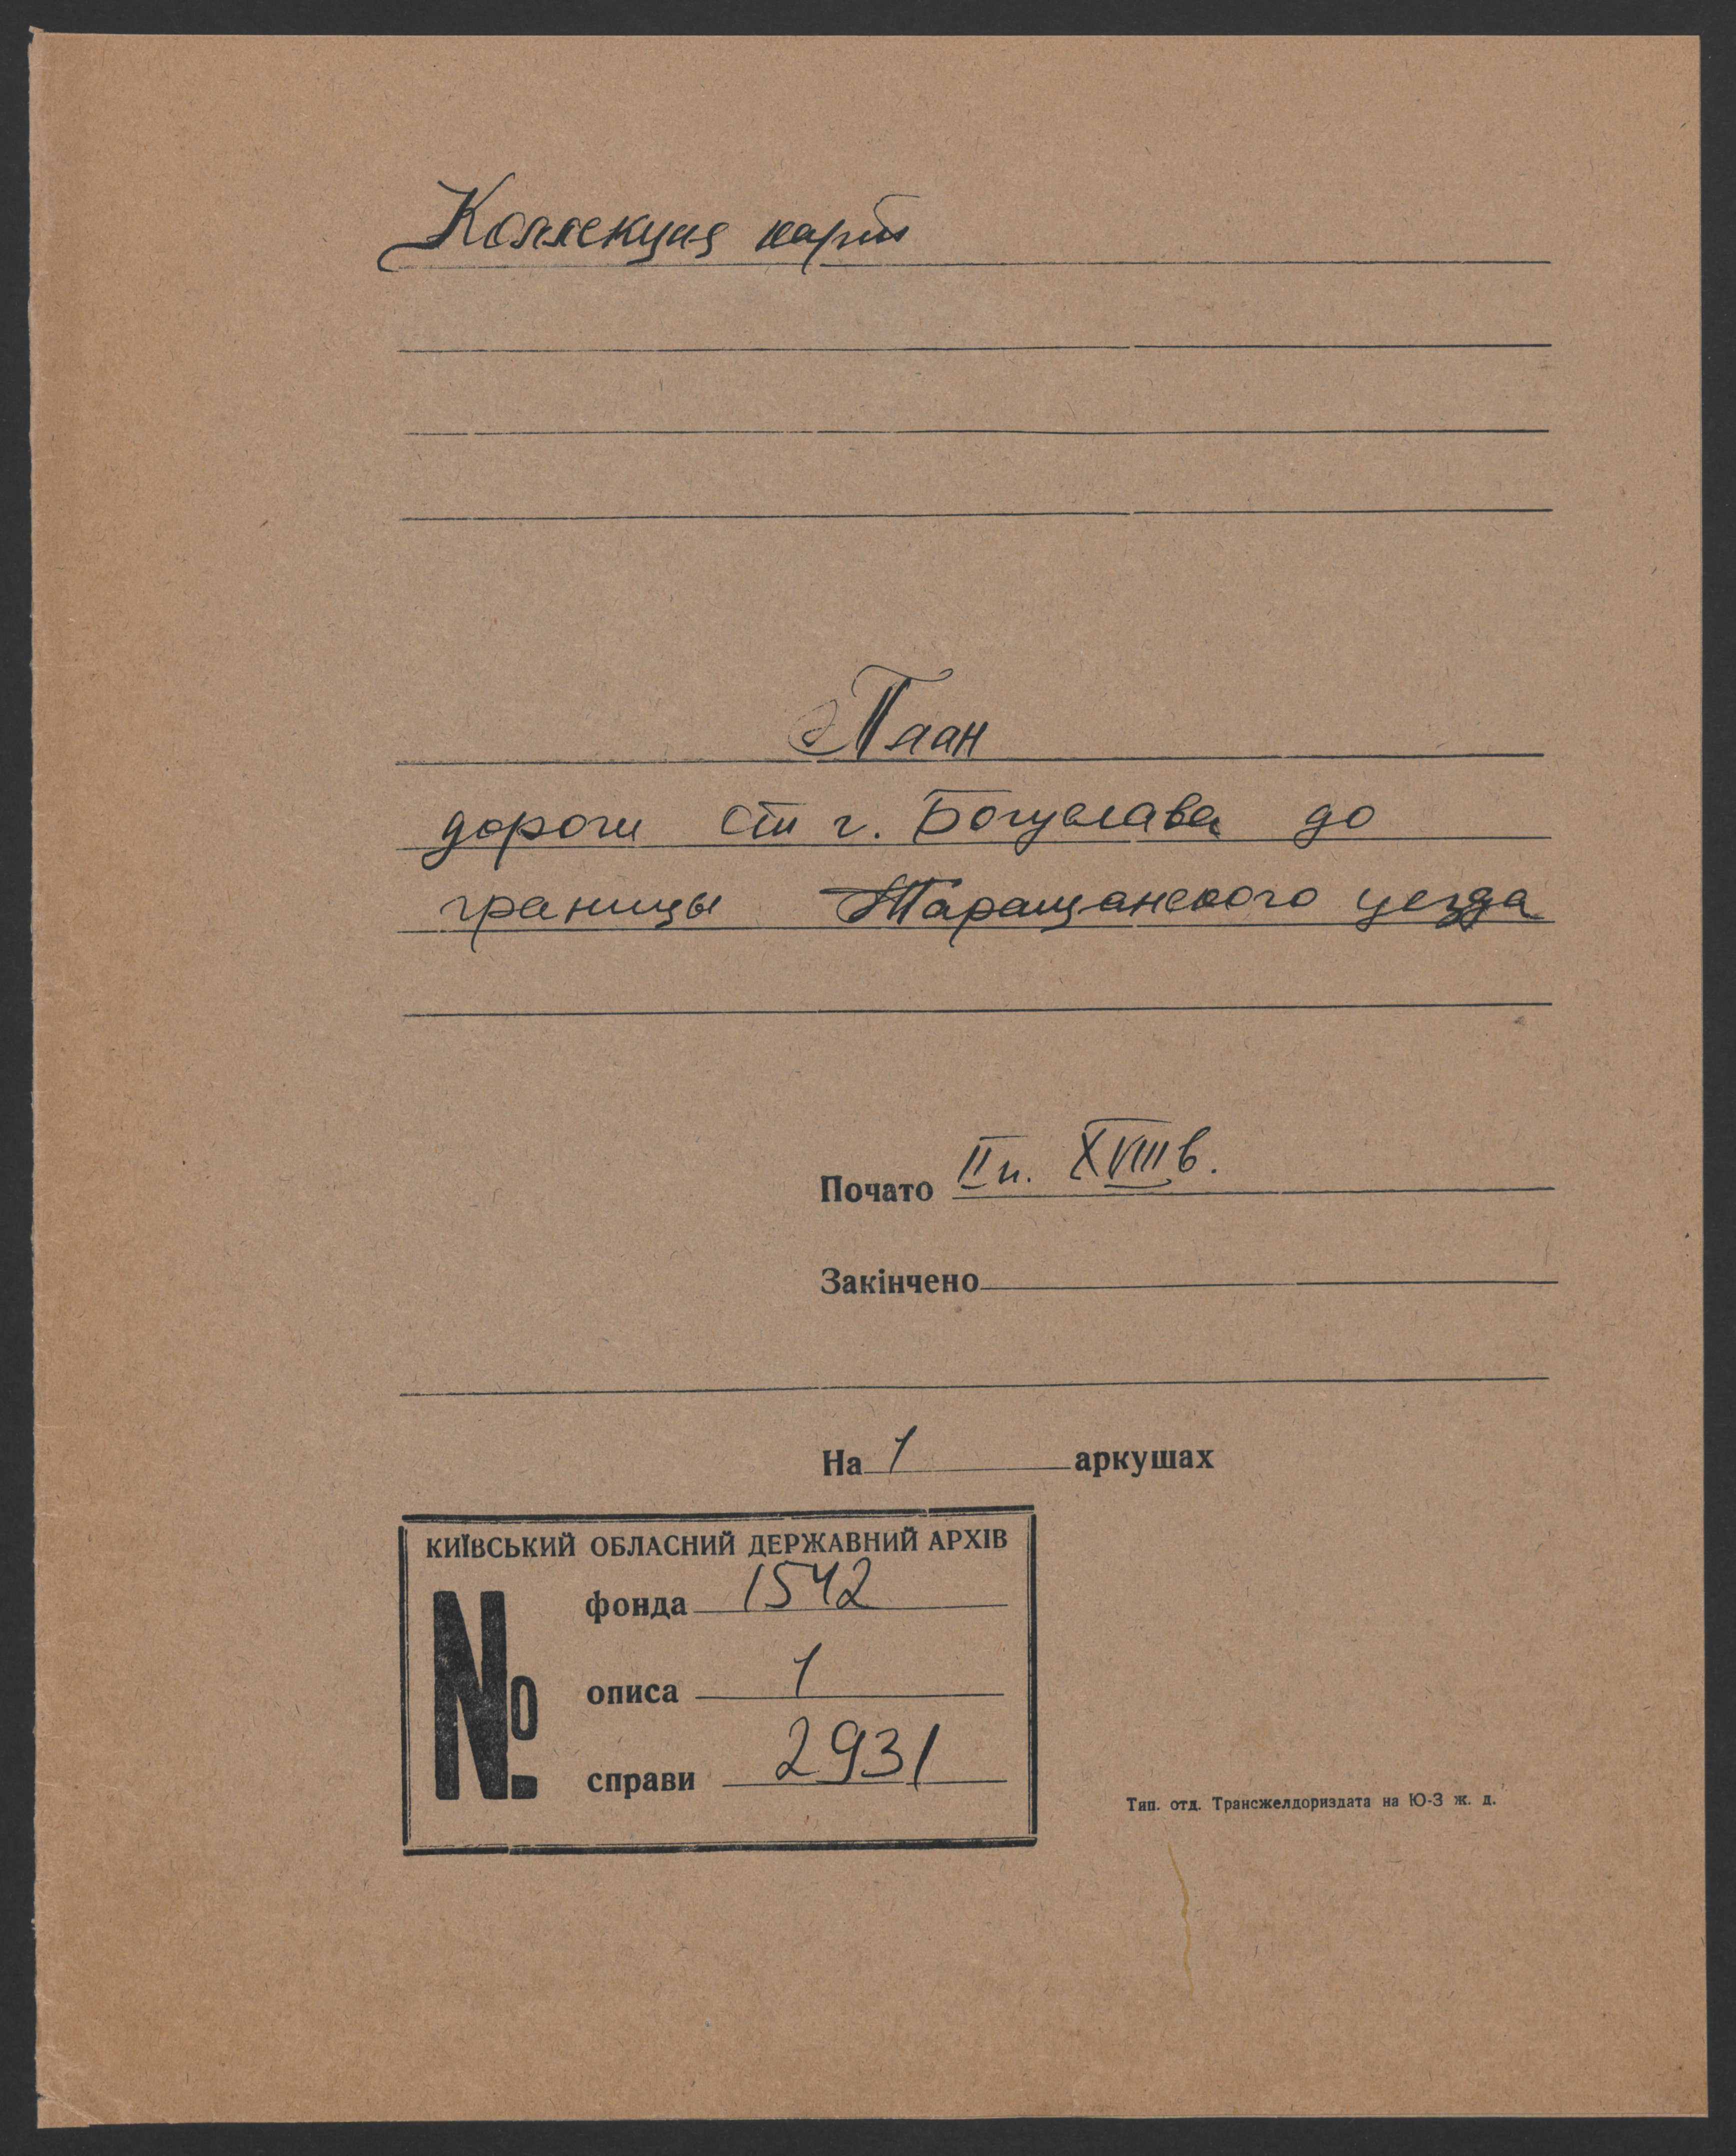 Коллекция карт
План
дороги от г. Богуслава до
границы Таращанского уезда
Почато II п. XVIII в.
Закінчено
На 1 аркушах
КИЇВСЬКИЙ ОБЛАСНИЙ ДЕРЖАВНИЙ АРХІВ
№
фонда 1542
описа 1
справи 2931
Тип. отд. Трансжелдориздата на Ю-З ж. д.